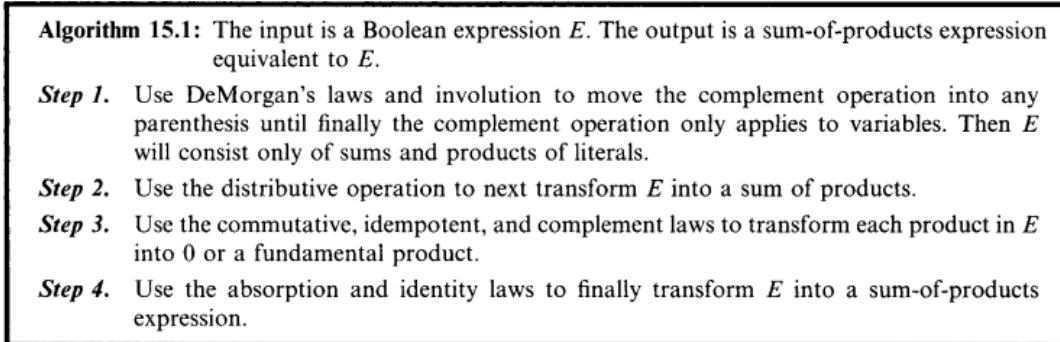 Algorithm 15.1: The input is a Boolean expression E. The output is a sum-of-products expression
equivalent to E.
Step 1. Use DeMorgan's laws and involution to move the complement operation into any
parenthesis until finally the complement operation only applies to variables. Then E
will consist only of sums and products of literals.
Step 2. Use the distributive operation to next transform E into a sum of products.
Step 3. Use the commutative, idempotent, and complement laws to transform each product in E
into 0 or a fundamental product.
Step 4. Use the absorption and identity laws to finally transform E into a sum-of-products
expression.